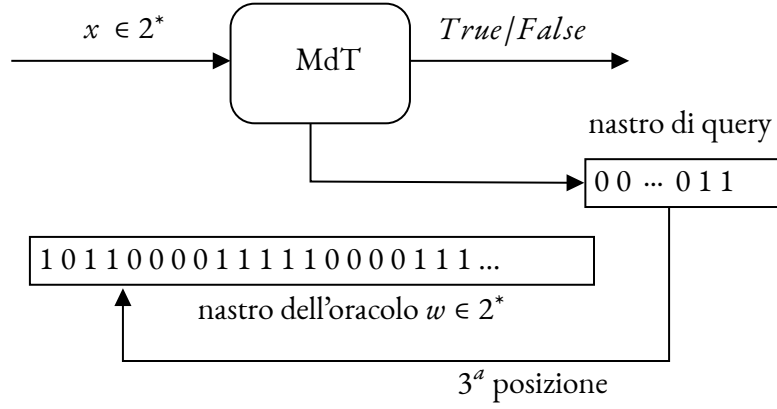 x ∈ 2*
MdT
True/False
nastro di query
0 0 ··· 0 1 1
1 0 1 1 0 0 0 0 1 1 1 1 1 0 0 0 0 1 1 1 ...
nastro dell'oracolo w ∈ 2*
3ª posizione